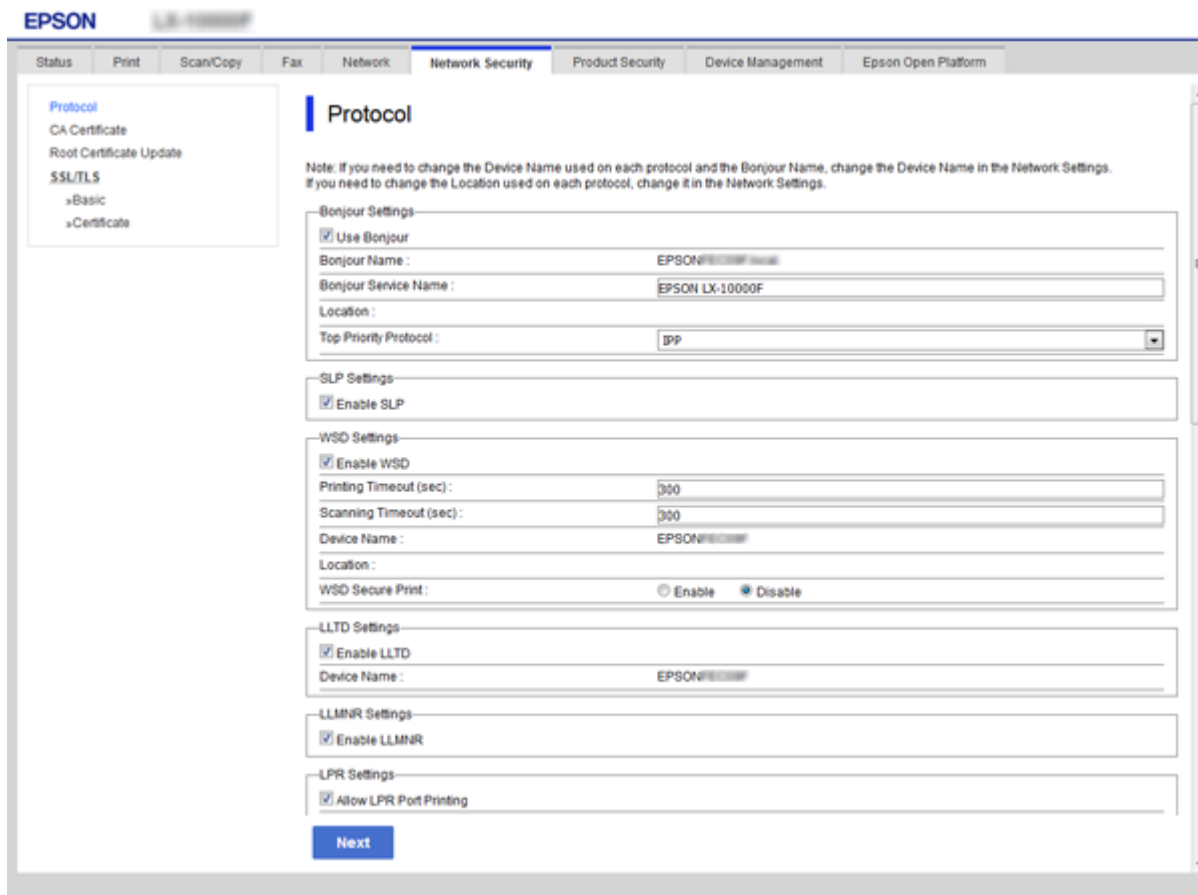 EPSON
Status Print Scan/Copy Fax Network Network Security Product Security Device Management Epson Open Platform
Protocol
CA Certificate
Root Certificate Update
SSL/TLS
»Basic
»Certificate
Protocol
Note: If you need to change the Device Name used on each protocol and the Bonjour Name, change the Device Name in the Network Settings.
If you need to change the Location used on each protocol, change it in the Network Settings.
Bonjour Settings
Use Bonjour
Bonjour Name : EPSON
Bonjour Service Name : EPSON LX-10000F
Location :
Top Priority Protocol : IPP
SLP Settings
Enable SLP
WSD Settings
Enable WSD
Printing Timeout (sec) : 300
Scanning Timeout (sec) : 300
Device Name : EPSON
Location :
WSD Secure Print : Enable Disable
LLTD Settings
Enable LLTD
Device Name : EPSON
LLMNR Settings
Enable LLMNR
LPR Settings
Allow LPR Port Printing
Next